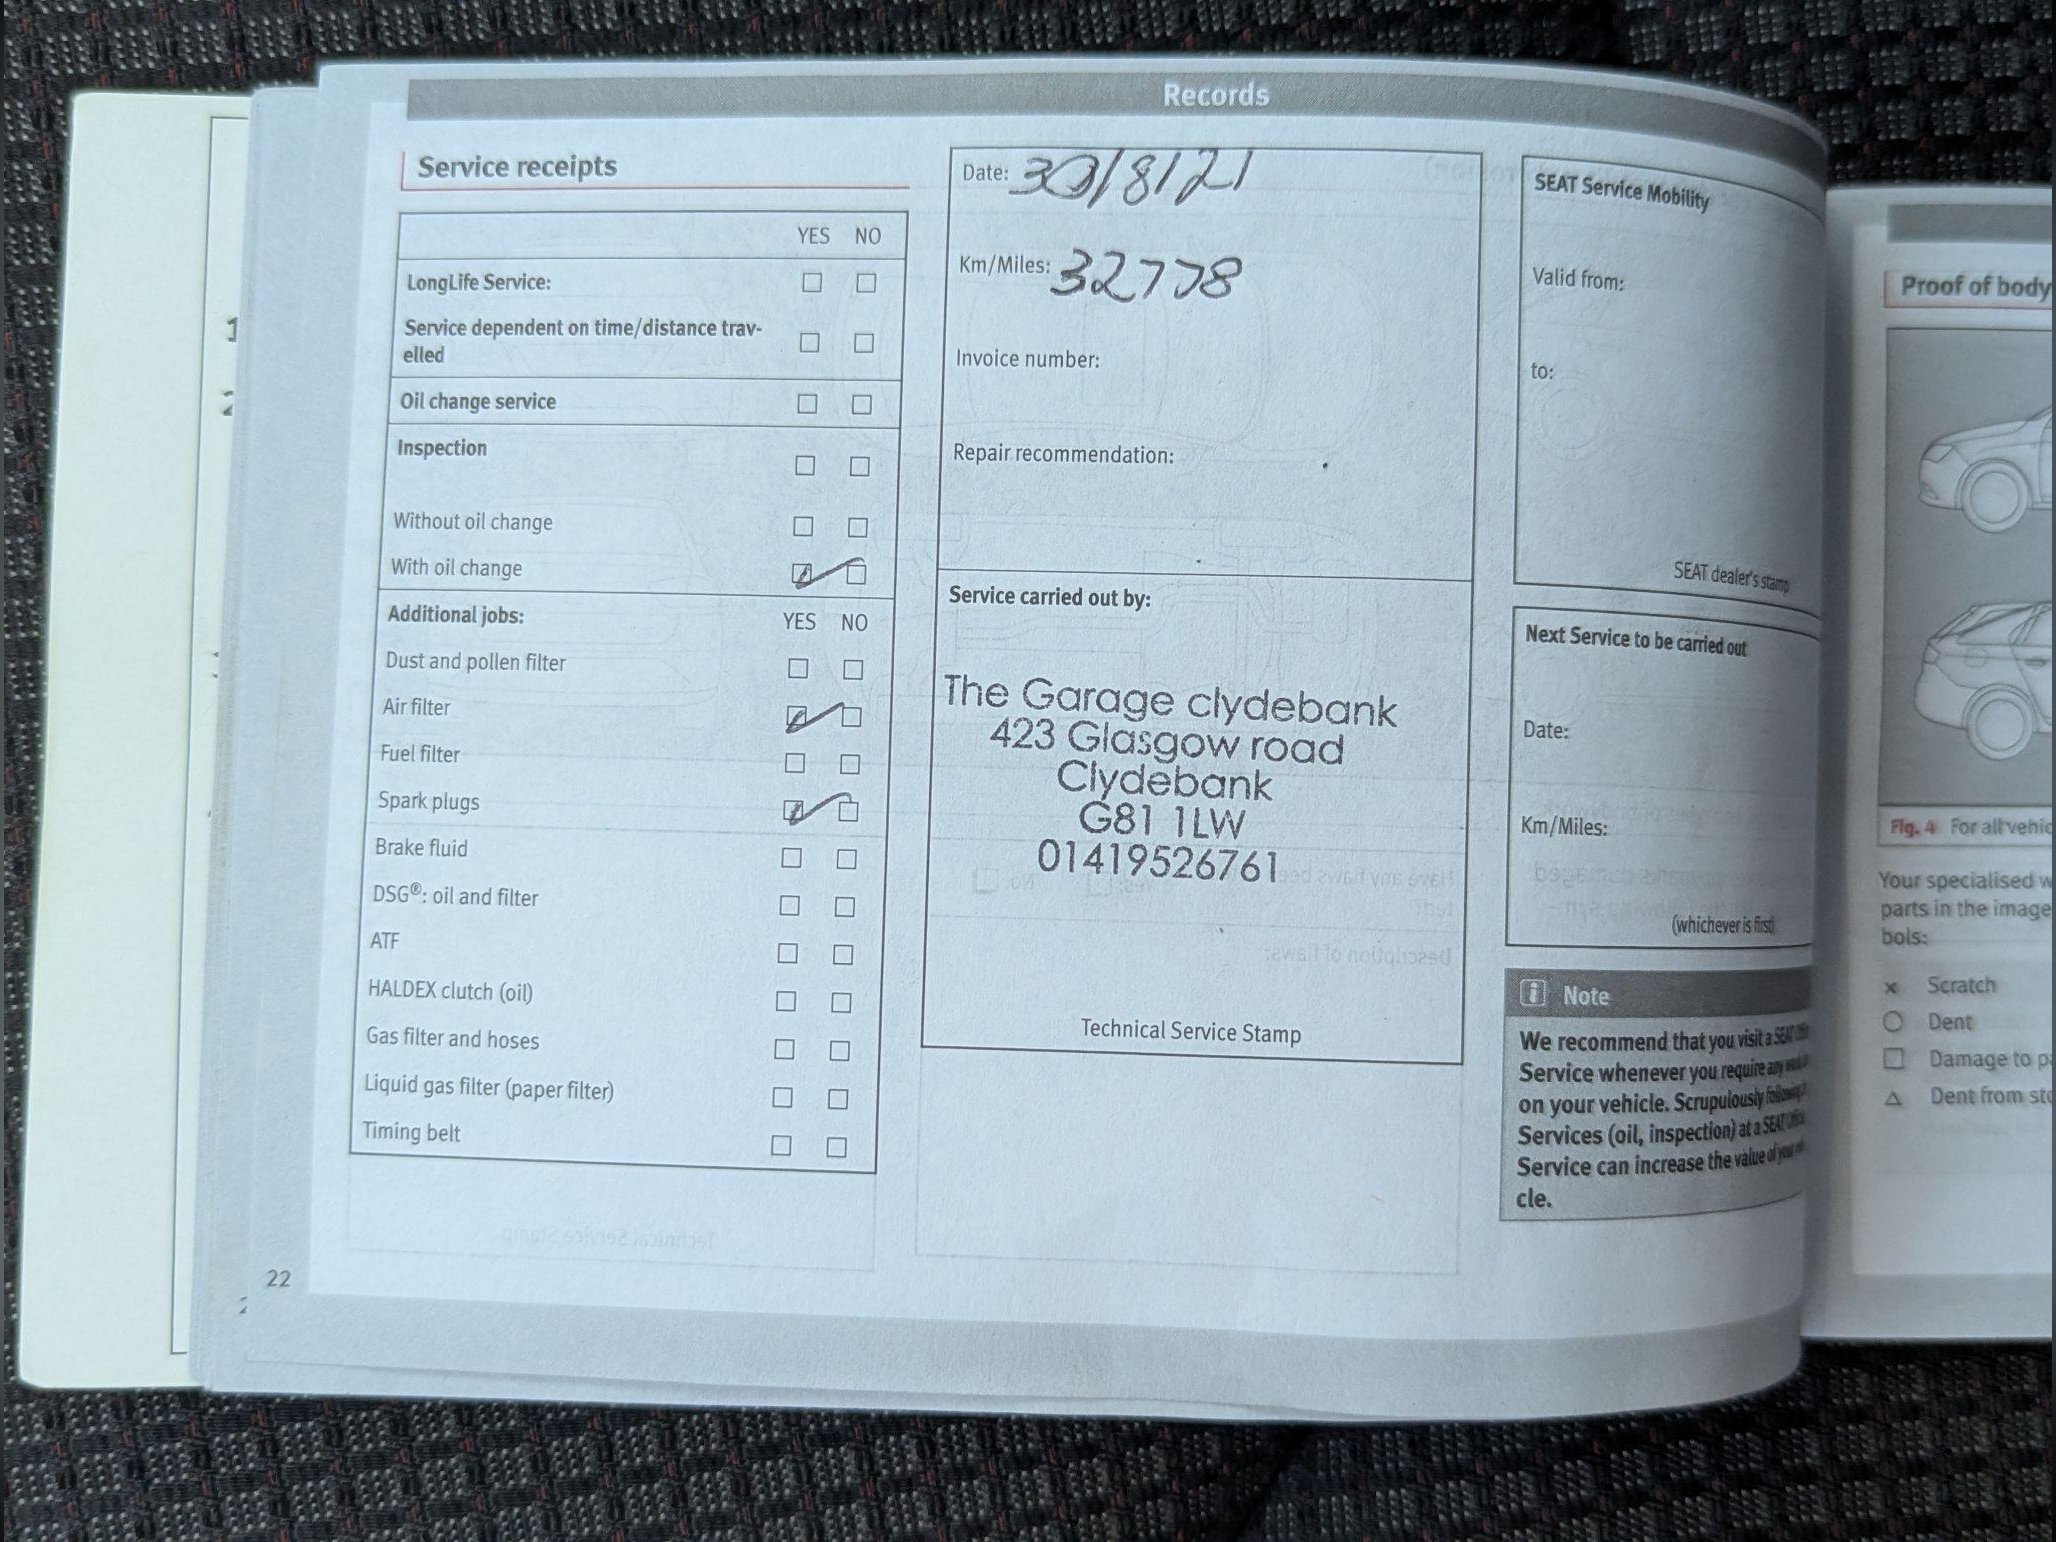 Records
Service receipts
YES NO
LongLife Service:
Service dependent on time/distance trav-
elled
Oil change service
Inspection
Without oil change
With oil change
Additional jobs:
YES NO
Dust and pollen filter
Air filter
Fuel filter
Spark plugs
Brake fluid
DSG®: oil and filter
ATF
HALDEX clutch (oil)
Gas filter and hoses
Liquid gas filter (paper filter)
Timing belt
22
Date: 30/8/21
Km/Miles: 32778
Invoice number:
Repair recommendation:
Service carried out by:
The Garage clydebank
423 Glasgow road
Clydebank
G81 1LW
01419526761
Technical Service Stamp
SEAT Service Mobility
Valid from:
to:
SEAT dealer's stamp
Next Service to be carried out
Date:
Km/Miles:
(whichever is first)
Note
We recommend that you visit a SEAT
Service whenever you require any
on your vehicle. Scrupulously following
Services (oil, inspection) at a SEAT
Service can increase the value of your
cle.
Proof of body
Fig. 4 For all
Your specialised
parts in the image
bols:
Scratch
Dent
Damage to
Dent from